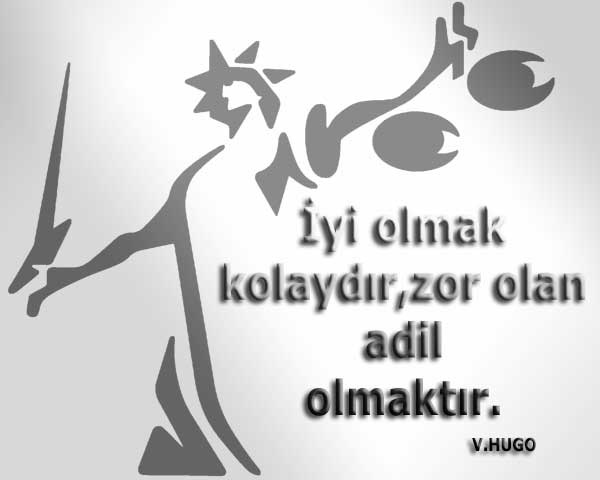 İyi olmak
kolaydır,zor olan
adil
olmaktır.
V.HUGO